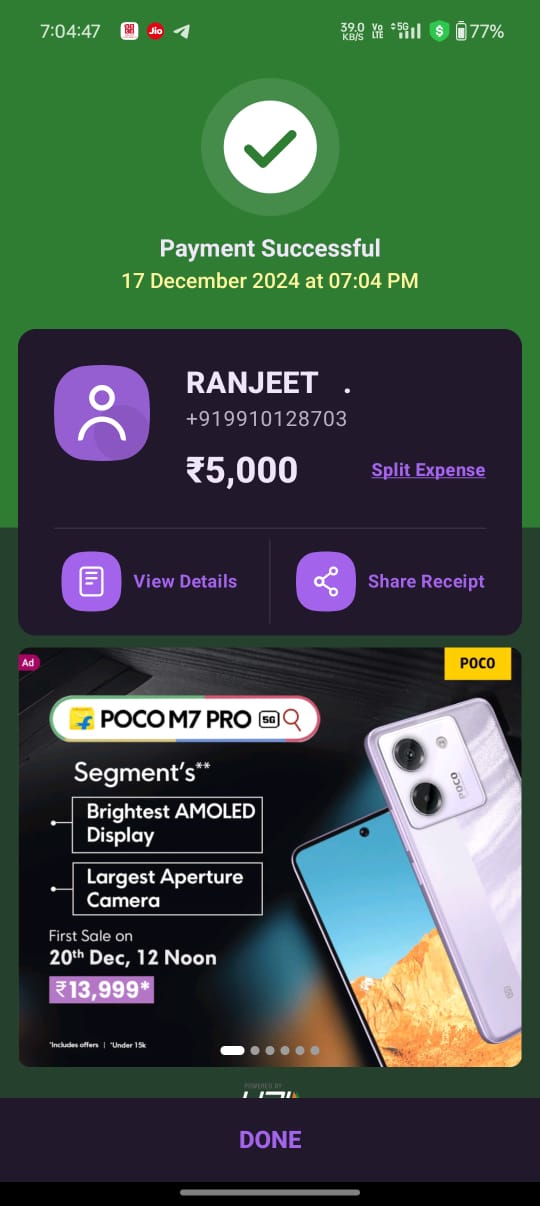 7:04:47 Jio 39.0 KB/S Vo LTE 5G 77%
Payment Successful
17 December 2024 at 07:04 PM
RANJEET .
+919910128703
₹5,000 Split Expense
View Details Share Receipt
Ad
POCO
POCO M7 PRO 5G
Segment's**
Brightest AMOLED
Display
Largest Aperture
Camera
First Sale on
20th Dec, 12 Noon
₹13,999*
*Includes offers | *Under 15k
POCO
POWERED BY
DONE